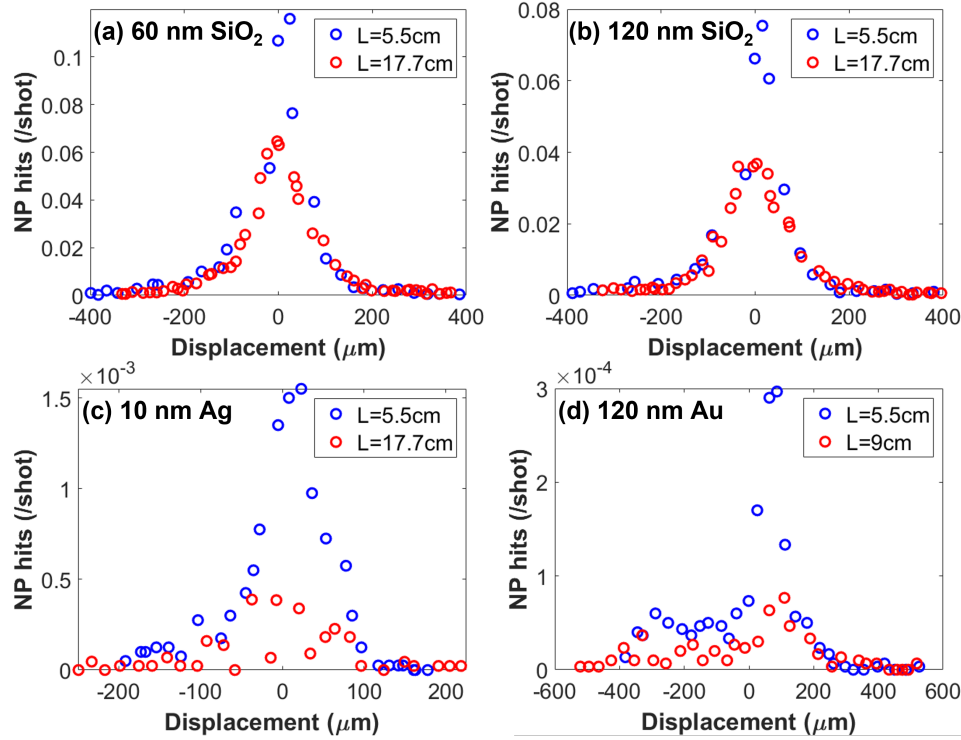 (a) 60 nm SiO₂
L=5.5cm
L=17.7cm
NP hits (/shot)
0.1
0.08
0.06
0.04
0.02
0
-400 -200 0 200 400
Displacement (μm)
(b) 120 nm SiO₂
L=5.5cm
L=17.7cm
NP hits (/shot)
0.08
0.06
0.04
0.02
0
-400 -200 0 200 400
Displacement (μm)
×10⁻³
(c) 10 nm Ag
L=5.5cm
L=17.7cm
NP hits (/shot)
1.5
1
0.5
0
-200 -100 0 100 200
Displacement (μm)
×10⁻⁴
(d) 120 nm Au
L=5.5cm
L=9cm
NP hits (/shot)
3
2
1
0
-600 -400 -200 0 200 400 600
Displacement (μm)